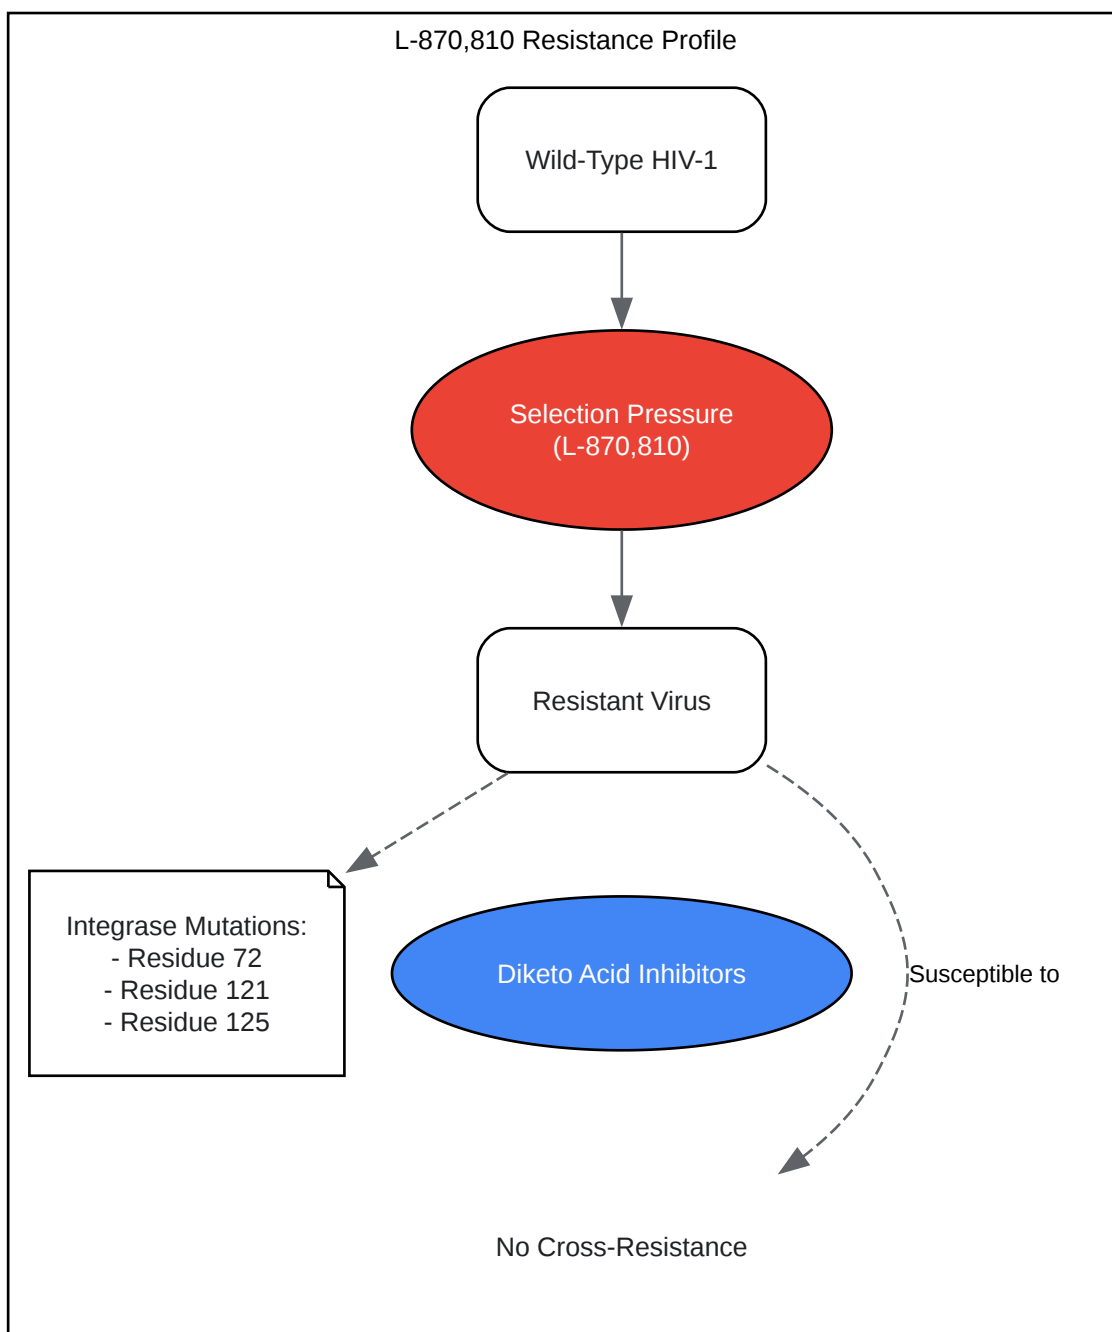 L-870,810 Resistance Profile
Wild-Type HIV-1
Selection Pressure
(L-870,810)
Resistant Virus
Integrase Mutations:
- Residue 72
- Residue 121
- Residue 125
Diketo Acid Inhibitors
Susceptible to
No Cross-Resistance